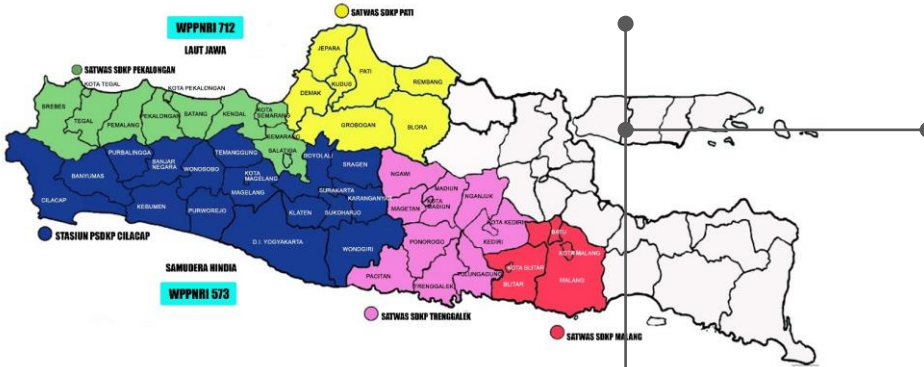 SATWAS SDKP PATI
WPPNRI 712
LAUT JAWA
SATWAS SDKP PEKALONGAN
KOTA TEGAL
KOTA PEKALONGAN
JEPARA
PATI
KUDUS
REMBANG
DEMAK
SREBES
TEGAL
PEMALANG
PEKALONGAN
SATANG
KENDAL
KOTA
SEMARANG
SEMARANG
SALATIGA
GROBOGAN
BLORA
PURBALINGGA
BANJAR
NEGARA
WONOSOBO
TEMANGGUNG
BOYOLALI
SRAGEN
BANYUMAS
KOTA
MAGELANG
MAGELANG
SURAKARTA
KARANGANYAR
NGAWI
MADIUN
NGANJUK
CILACAP
KEBUMEN
PURWOREJO
KLATEN
SUKOHARJO
MAGETAN
KOTA
MADIUN
KOTA KEDIRI
BATU
STASIUN PSDKP CILACAP
D.I. YOGYAKARTA
WONOGIRI
PONOROGO
KEDIRI
KOTA MALANG
SAMUDERA HINDIA
PACITAN
TRENGGALEK
TULUNGAGUNG
KOTA BLITAR
BLITAR
MALANG
WPPNRI 573
SATWAS SDKP TRENGGALEK
SATWAS SDKP MALANG